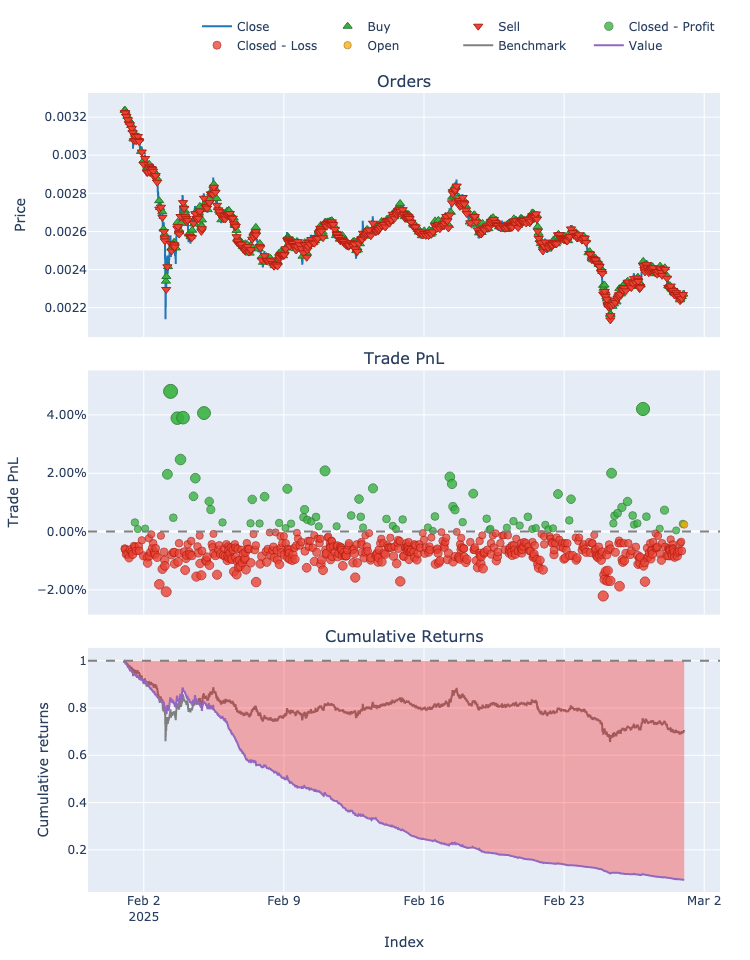 Close Buy Sell Closed - Profit
Closed - Loss Open Benchmark Value
Orders
0.0032
0.003
0.0028
0.0026
0.0024
0.0022
Price
Trade PnL
4.00%
2.00%
0.00%
−2.00%
Trade PnL
Cumulative Returns
1
0.8
0.6
0.4
0.2
Cumulative returns
Feb 2 Feb 9 Feb 16 Feb 23 Mar 2
2025
Index